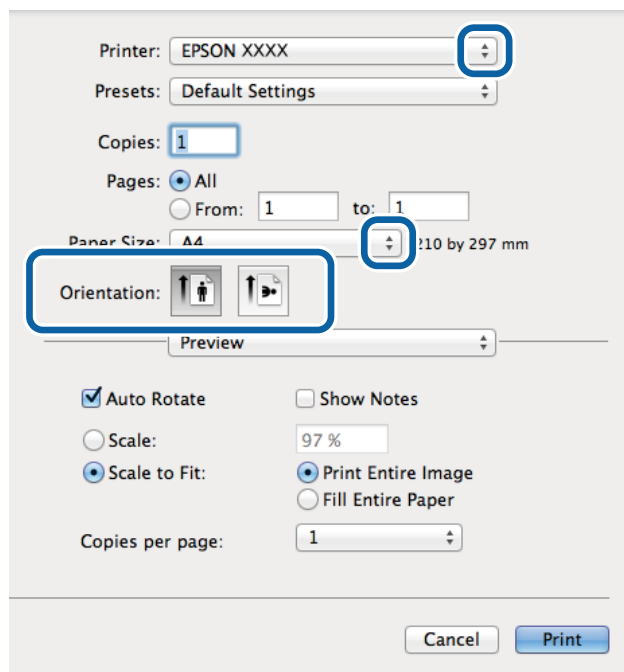 Printer: EPSON XXXX
Presets: Default Settings
Copies: 1
Pages: All
From: 1 to: 1
Paper Size: A4 210 by 297 mm
Orientation:
Preview
Auto Rotate Show Notes
Scale: 97 %
Scale to Fit: Print Entire Image
Fill Entire Paper
Copies per page: 1
Cancel Print